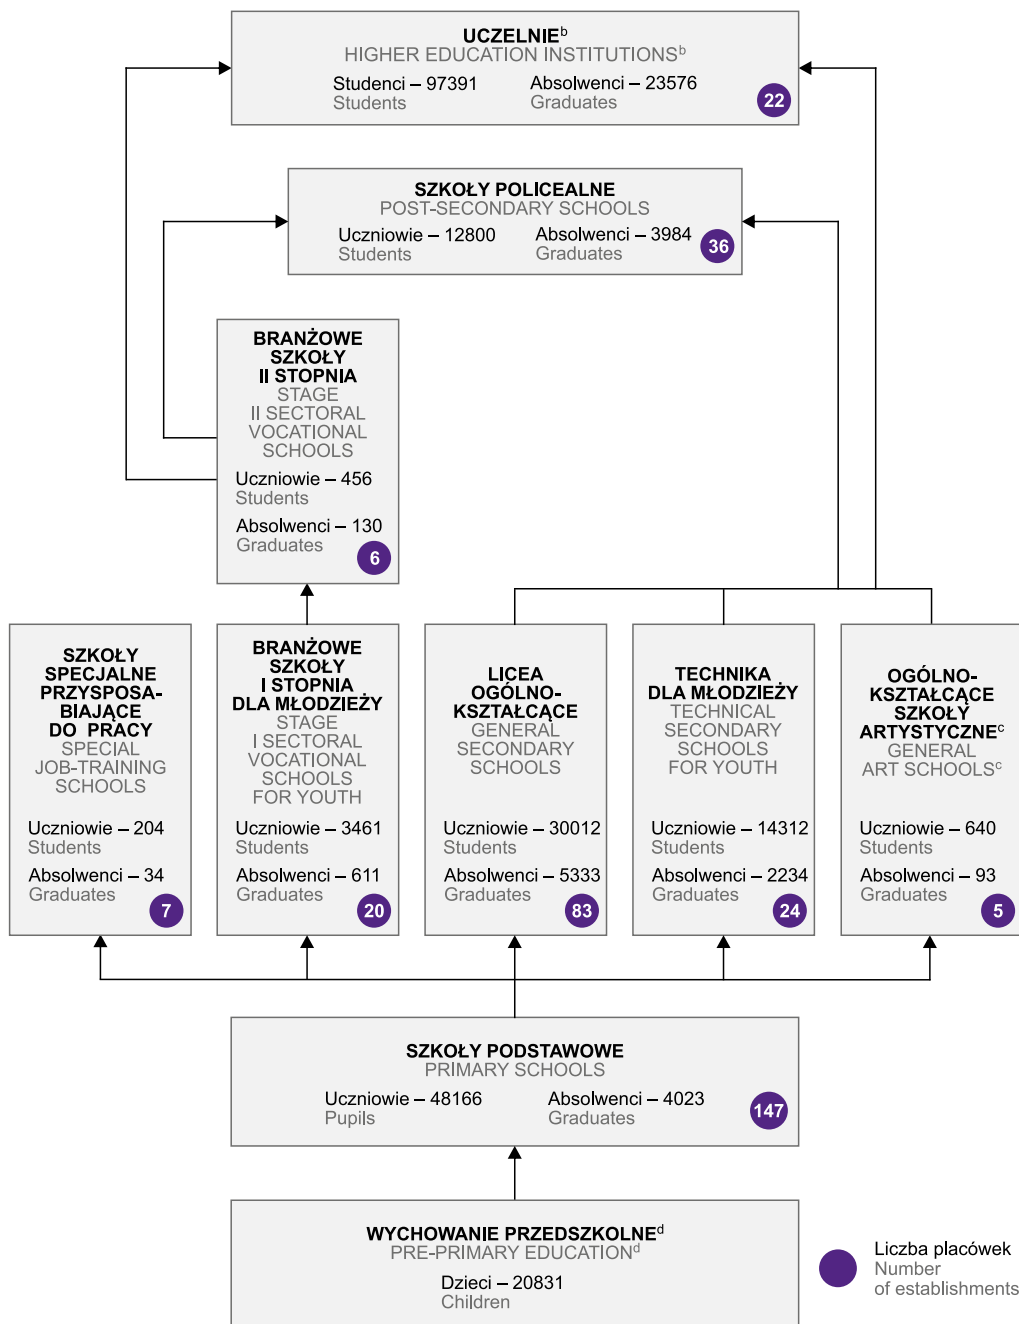 UCZELNIEᵇ
HIGHER EDUCATION INSTITUTIONSᵇ
Studenci – 97391
Students
Absolwenci – 23576
Graduates
22
SZKOŁY POLICEALNE
POST-SECONDARY SCHOOLS
Uczniowie – 12800
Students
Absolwenci – 3984
Graduates
36
BRANŻOWE
SZKOŁY
II STOPNIA
STAGE
II SECTORAL
VOCATIONAL
SCHOOLS
Uczniowie – 456
Students
Absolwenci – 130
Graduates
6
SZKOŁY
SPECJALNE
PRZYSPOSA-
BIAJĄCE
DO PRACY
SPECIAL
JOB-TRAINING
SCHOOLS
Uczniowie – 204
Students
Absolwenci – 34
Graduates
7
BRANŻOWE
SZKOŁY
I STOPNIA
DLA MŁODZIEŻY
STAGE
I SECTORAL
VOCATIONAL
SCHOOLS
FOR YOUTH
Uczniowie – 3461
Students
Absolwenci – 611
Graduates
20
LICEA
OGÓLNO-
KSZTAŁCĄCE
GENERAL
SECONDARY
SCHOOLS
Uczniowie – 30012
Students
Absolwenci – 5333
Graduates
83
TECHNIKA
DLA MŁODZIEŻY
TECHNICAL
SECONDARY
SCHOOLS
FOR YOUTH
Uczniowie – 14312
Students
Absolwenci – 2234
Graduates
24
OGÓLNO-
KSZTAŁCĄCE
SZKOŁY
ARTYSTYCZNEᶜ
GENERAL
ART SCHOOLSᶜ
Uczniowie – 640
Students
Absolwenci – 93
Graduates
5
SZKOŁY PODSTAWOWE
PRIMARY SCHOOLS
Uczniowie – 48166
Pupils
Absolwenci – 4023
Graduates
147
WYCHOWANIE PRZEDSZKOLNEᵈ
PRE-PRIMARY EDUCATIONᵈ
Dzieci – 20831
Children
Liczba placówek
Number
of establishments